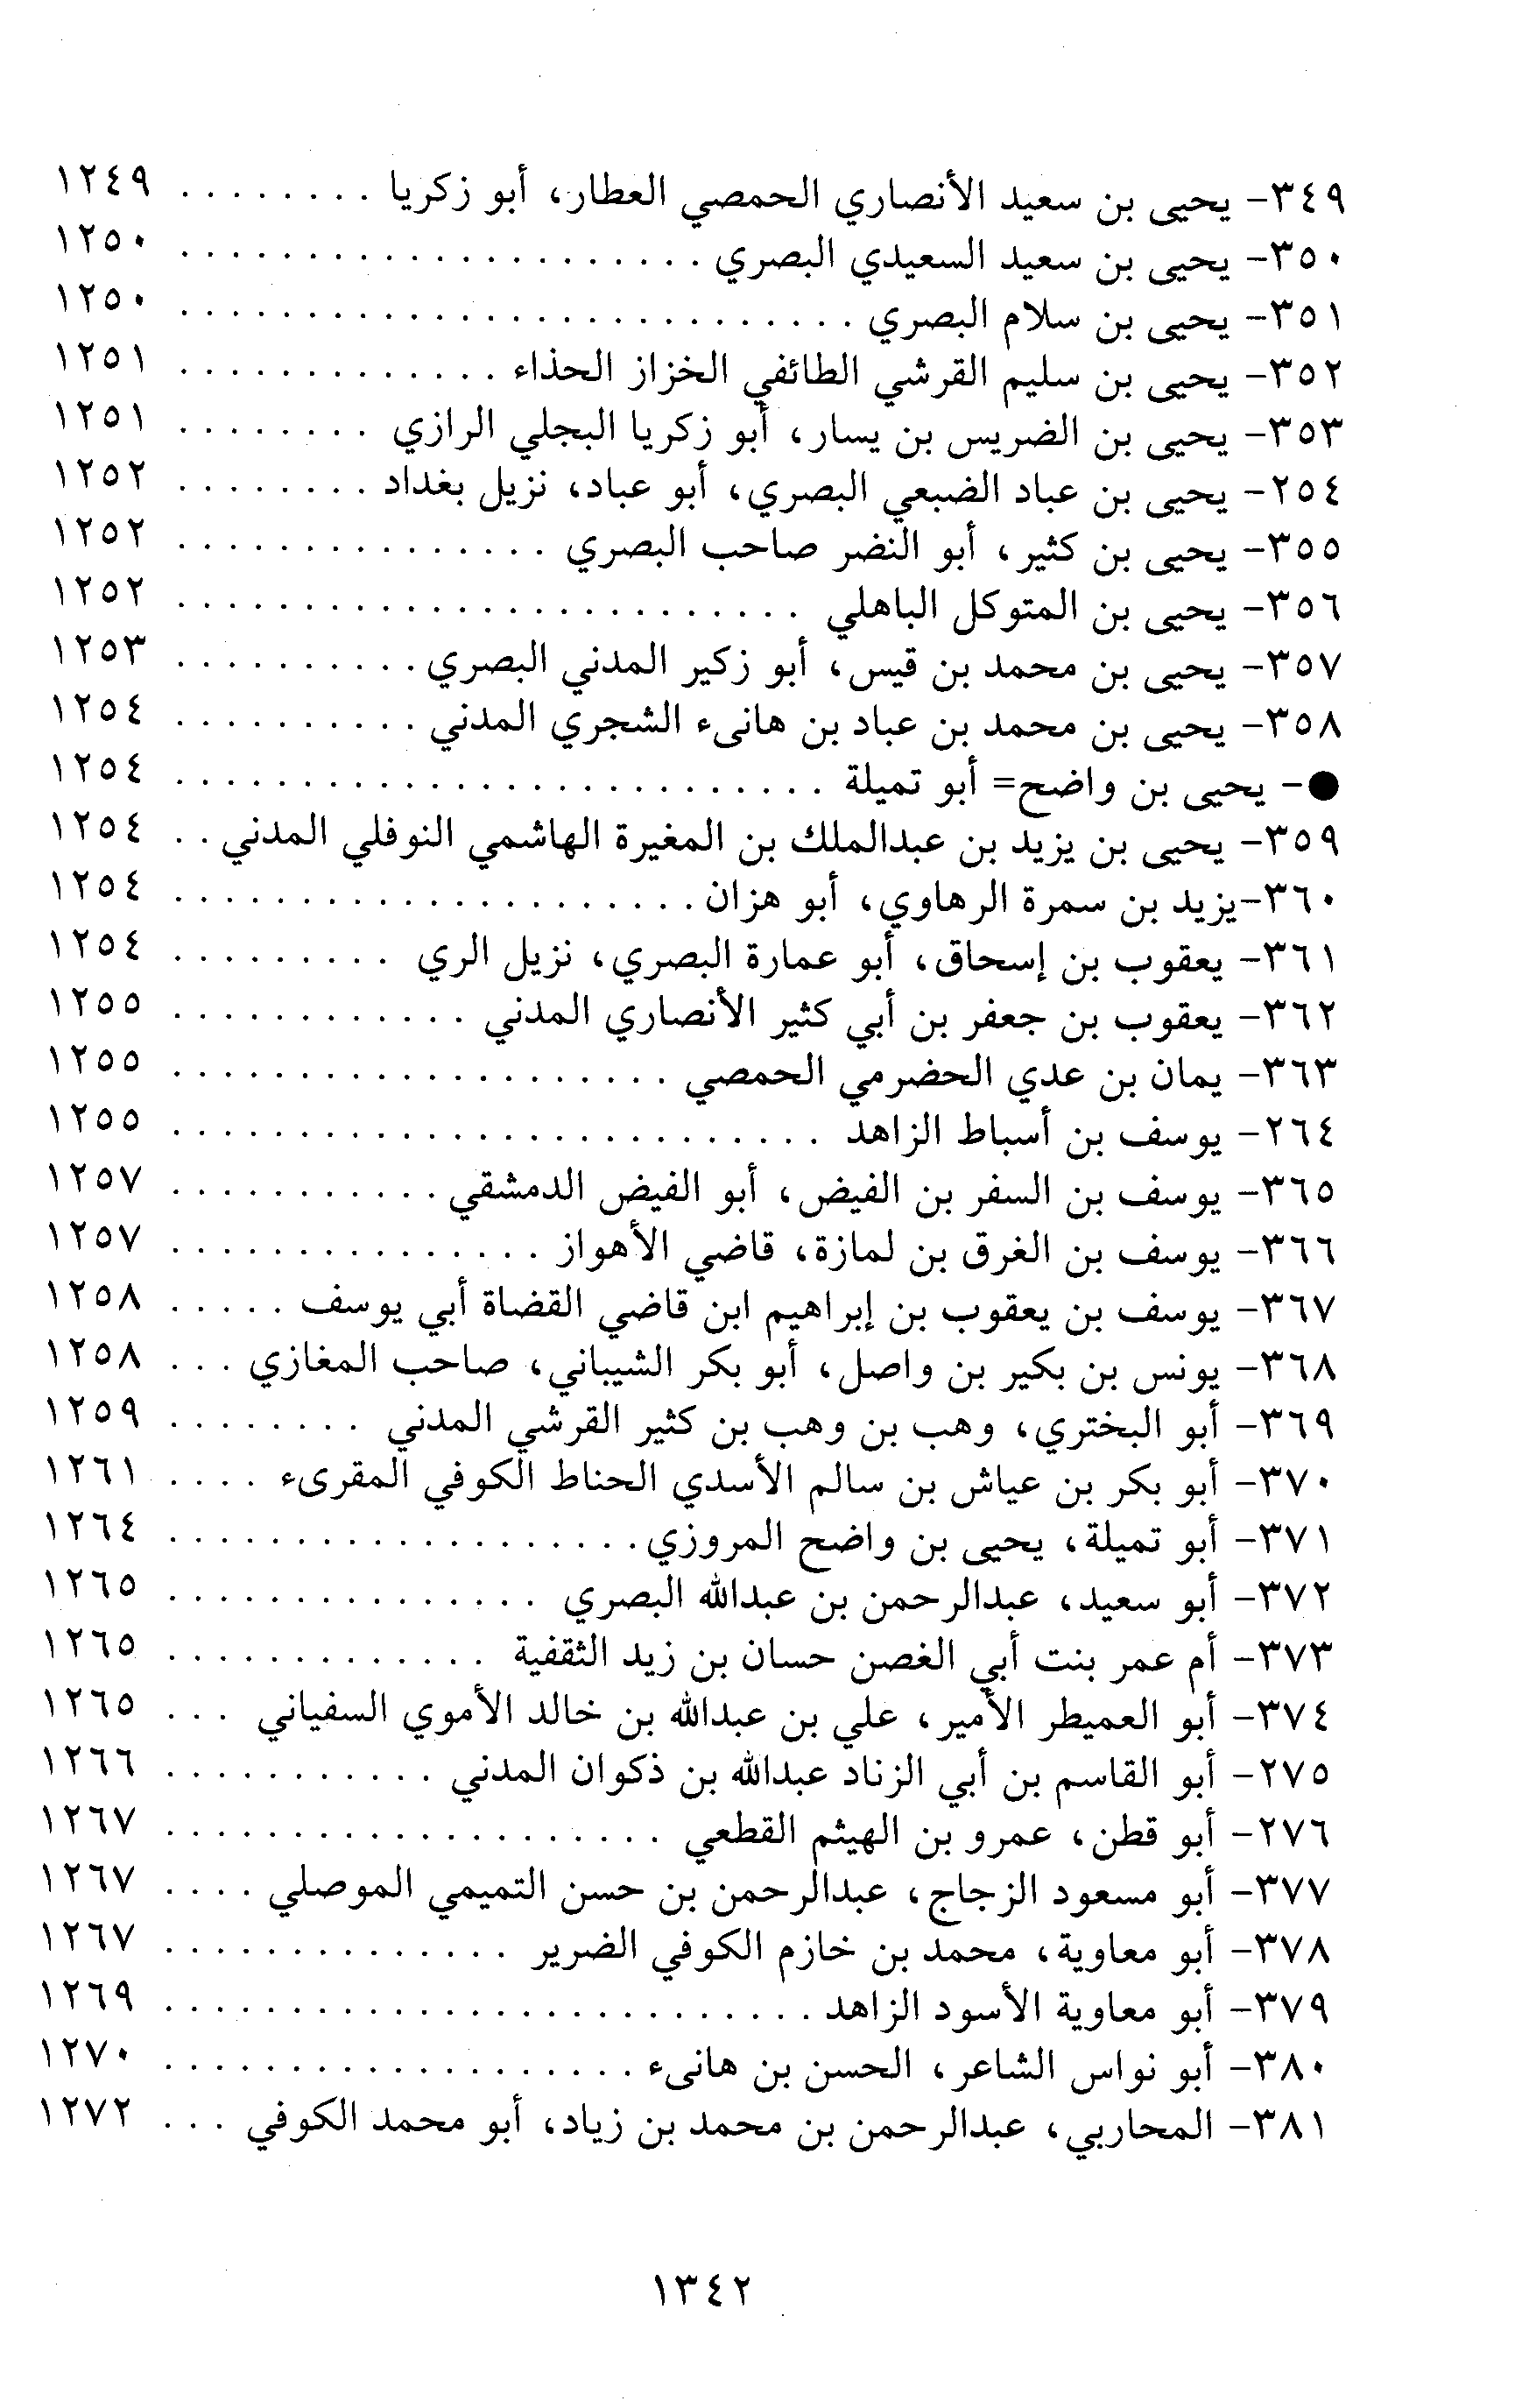 ٣٤٩- يحيى بن سعيد الأنصاري الحمصي العطار، أبو زكريا . . . . . . . . ١٢٤٩
٣٥٠- يحيى بن سعيد السعيدي البصري . . . . . . . . . . . . . . . . . . . . . ١٢٥٠
٣٥١- يحيى بن سلام البصري . . . . . . . . . . . . . . . . . . . . . . . . . . . ١٢٥٠
٣٥٢- يحيى بن سليم القرشي الطائفي الخزاز الحذاء . . . . . . . . . . . . . ١٢٥١
٣٥٣- يحيى بن الضريس بن يسار، أبو زكريا البجلي الرازي . . . . . . . . ١٢٥١
٢٥٤- يحيى بن عباد الضبعي البصري، أبو عباد، نزيل بغداد . . . . . . . . ١٢٥٢
٣٥٥- يحيى بن كثير، أبو النضر صاحب البصري . . . . . . . . . . . . . . . ١٢٥٢
٣٥٦- يحيى بن المتوكل الباهلي . . . . . . . . . . . . . . . . . . . . . . . . . ١٢٥٢
٣٥٧- يحيى بن محمد بن قيس، أبو زكير المدني البصري . . . . . . . . . . ١٢٥٣
٣٥٨- يحيى بن محمد بن عباد بن هانىء الشجري المدني . . . . . . . . . . ١٢٥٤
●- يحيى بن واضح= أبو تميلة . . . . . . . . . . . . . . . . . . . . . . . . . . ١٢٥٤
٣٥٩- يحيى بن يزيد بن عبدالملك بن المغيرة الهاشمي النوفلي المدني . . ١٢٥٤
٣٦٠-يزيد بن سمرة الرهاوي، أبو هزان . . . . . . . . . . . . . . . . . . . . . ١٢٥٤
٣٦١- يعقوب بن إسحاق، أبو عمارة البصري، نزيل الري . . . . . . . . . ١٢٥٤
٣٦٢- يعقوب بن جعفر بن أبي كثير الأنصاري المدني . . . . . . . . . . . . ١٢٥٥
٣٦٣- يمان بن عدي الحضرمي الحمصي . . . . . . . . . . . . . . . . . . . . ١٢٥٥
٢٦٤- يوسف بن أسباط الزاهد . . . . . . . . . . . . . . . . . . . . . . . . . . ١٢٥٥
٣٦٥- يوسف بن السفر بن الفيض، أبو الفيض الدمشقي . . . . . . . . . . . ١٢٥٧
٣٦٦- يوسف بن الغرق بن لمازة، قاضي الأهواز . . . . . . . . . . . . . . . ١٢٥٧
٣٦٧- يوسف بن يعقوب بن إبراهيم ابن قاضي القضاة أبي يوسف . . . . . ١٢٥٨
٣٦٨- يونس بن بكير بن واصل، أبو بكر الشيباني، صاحب المغازي . . . ١٢٥٨
٣٦٩- أبو البختري، وهب بن وهب بن كثير القرشي المدني . . . . . . . . ١٢٥٩
٣٧٠- أبو بكر بن عياش بن سالم الأسدي الحناط الكوفي المقرىء . . . . ١٢٦١
٣٧١- أبو تميلة، يحيى بن واضح المروزي . . . . . . . . . . . . . . . . . . . ١٢٦٤
٣٧٢- أبو سعيد، عبدالرحمن بن عبدالله البصري . . . . . . . . . . . . . . . ١٢٦٥
٣٧٣- أم عمر بنت أبي الغصن حسان بن زيد الثقفية . . . . . . . . . . . . . ١٢٦٥
٣٧٤- أبو العميطر الأمير، علي بن عبدالله بن خالد الأموي السفياني . . . ١٢٦٥
٢٧٥- أبو القاسم بن أبي الزناد عبدالله بن ذكوان المدني . . . . . . . . . . . ١٢٦٦
٢٧٦- أبو قطن، عمرو بن الهيثم القطعي . . . . . . . . . . . . . . . . . . . . ١٢٦٧
٣٧٧- أبو مسعود الزجاج، عبدالرحمن بن حسن التميمي الموصلي . . . . ١٢٦٧
٣٧٨- أبو معاوية، محمد بن خازم الكوفي الضرير . . . . . . . . . . . . . . ١٢٦٧
٣٧٩- أبو معاوية الأسود الزاهد . . . . . . . . . . . . . . . . . . . . . . . . . . ١٢٦٩
٣٨٠- أبو نواس الشاعر، الحسن بن هانىء . . . . . . . . . . . . . . . . . . . ١٢٧٠
٣٨١- المحاربي، عبدالرحمن بن محمد بن زياد، أبو محمد الكوفي . . . ١٢٧٢
١٣٤٢